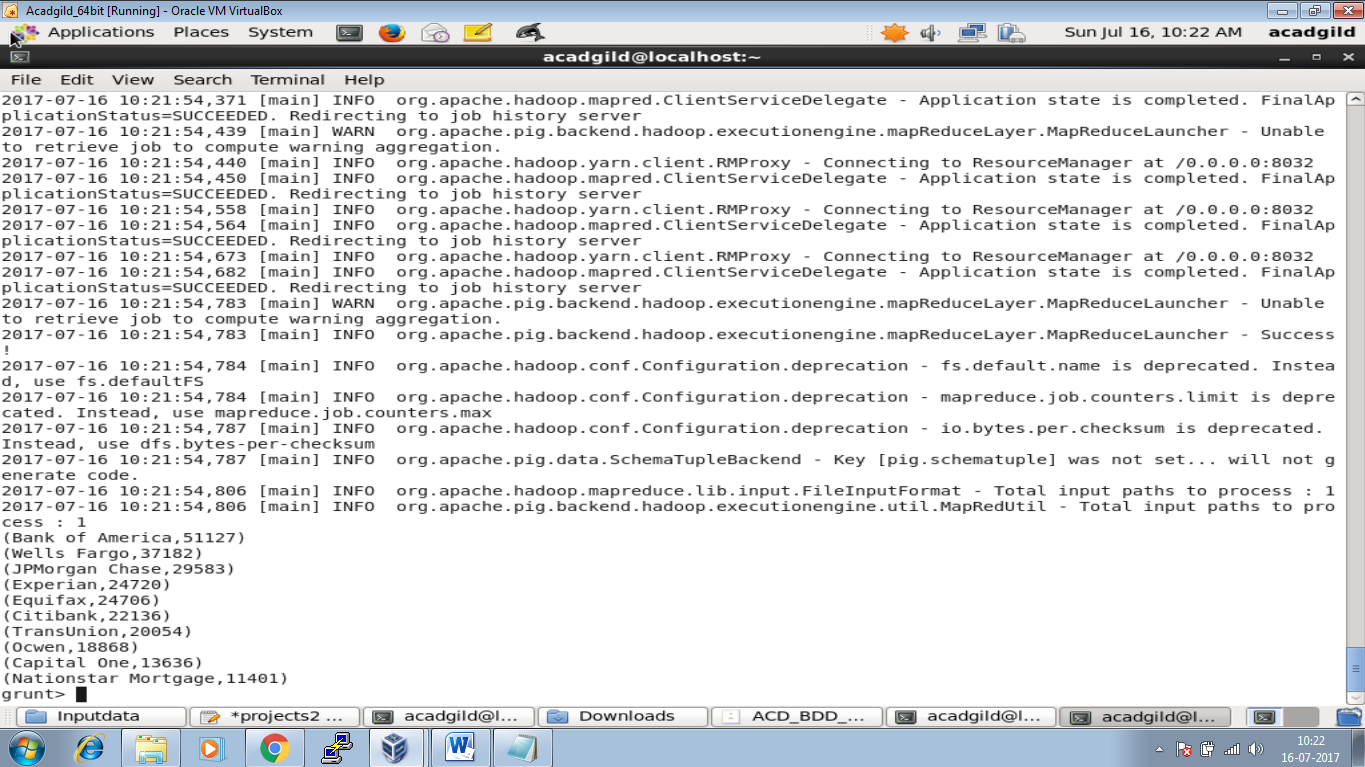 Acadgild_64bit [Running] - Oracle VM VirtualBox
Applications Places System Sun Jul 16, 10:22 AM acadgild
acadgild@localhost:~
File Edit View Search Terminal Help
2017-07-16 10:21:54,371 [main] INFO  org.apache.hadoop.mapred.ClientServiceDelegate - Application state is completed. FinalAp
plicationStatus=SUCCEEDED. Redirecting to job history server
2017-07-16 10:21:54,439 [main] WARN  org.apache.pig.backend.hadoop.executionengine.mapReduceLayer.MapReduceLauncher - Unable
to retrieve job to compute warning aggregation.
2017-07-16 10:21:54,440 [main] INFO  org.apache.hadoop.yarn.client.RMProxy - Connecting to ResourceManager at /0.0.0.0:8032
2017-07-16 10:21:54,450 [main] INFO  org.apache.hadoop.mapred.ClientServiceDelegate - Application state is completed. FinalAp
plicationStatus=SUCCEEDED. Redirecting to job history server
2017-07-16 10:21:54,558 [main] INFO  org.apache.hadoop.yarn.client.RMProxy - Connecting to ResourceManager at /0.0.0.0:8032
2017-07-16 10:21:54,564 [main] INFO  org.apache.hadoop.mapred.ClientServiceDelegate - Application state is completed. FinalAp
plicationStatus=SUCCEEDED. Redirecting to job history server
2017-07-16 10:21:54,673 [main] INFO  org.apache.hadoop.yarn.client.RMProxy - Connecting to ResourceManager at /0.0.0.0:8032
2017-07-16 10:21:54,682 [main] INFO  org.apache.hadoop.mapred.ClientServiceDelegate - Application state is completed. FinalAp
plicationStatus=SUCCEEDED. Redirecting to job history server
2017-07-16 10:21:54,783 [main] WARN  org.apache.pig.backend.hadoop.executionengine.mapReduceLayer.MapReduceLauncher - Unable
to retrieve job to compute warning aggregation.
2017-07-16 10:21:54,783 [main] INFO  org.apache.pig.backend.hadoop.executionengine.mapReduceLayer.MapReduceLauncher - Success
!
2017-07-16 10:21:54,784 [main] INFO  org.apache.hadoop.conf.Configuration.deprecation - fs.default.name is deprecated. Instea
d, use fs.defaultFS
2017-07-16 10:21:54,784 [main] INFO  org.apache.hadoop.conf.Configuration.deprecation - mapreduce.job.counters.limit is depre
cated. Instead, use mapreduce.job.counters.max
2017-07-16 10:21:54,787 [main] INFO  org.apache.hadoop.conf.Configuration.deprecation - io.bytes.per.checksum is deprecated.
Instead, use dfs.bytes-per-checksum
2017-07-16 10:21:54,787 [main] INFO  org.apache.pig.data.SchemaTupleBackend - Key [pig.schematuple] was not set... will not g
enerate code.
2017-07-16 10:21:54,806 [main] INFO  org.apache.hadoop.mapreduce.lib.input.FileInputFormat - Total input paths to process : 1
2017-07-16 10:21:54,806 [main] INFO  org.apache.pig.backend.hadoop.executionengine.util.MapRedUtil - Total input paths to pro
cess : 1
(Bank of America,51127)
(Wells Fargo,37182)
(JPMorgan Chase,29583)
(Experian,24720)
(Equifax,24706)
(Citibank,22136)
(TransUnion,20054)
(Ocwen,18868)
(Capital One,13636)
(Nationstar Mortgage,11401)
grunt>
Inputdata *projects2 ... acadgild@l... Downloads ACD_BDD_... acadgild@l... acadgild@l...
10:22
16-07-2017